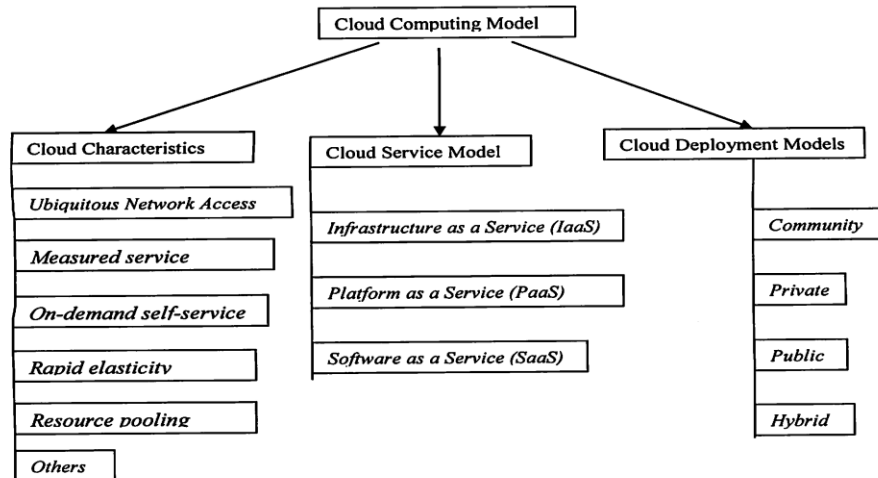 Cloud Computing Model
Cloud Characteristics
Ubiquitous Network Access
Measured service
On-demand self-service
Rapid elasticity
Resource pooling
Others
Cloud Service Model
Infrastructure as a Service (IaaS)
Platform as a Service (PaaS)
Software as a Service (SaaS)
Cloud Deployment Models
Community
Private
Public
Hybrid